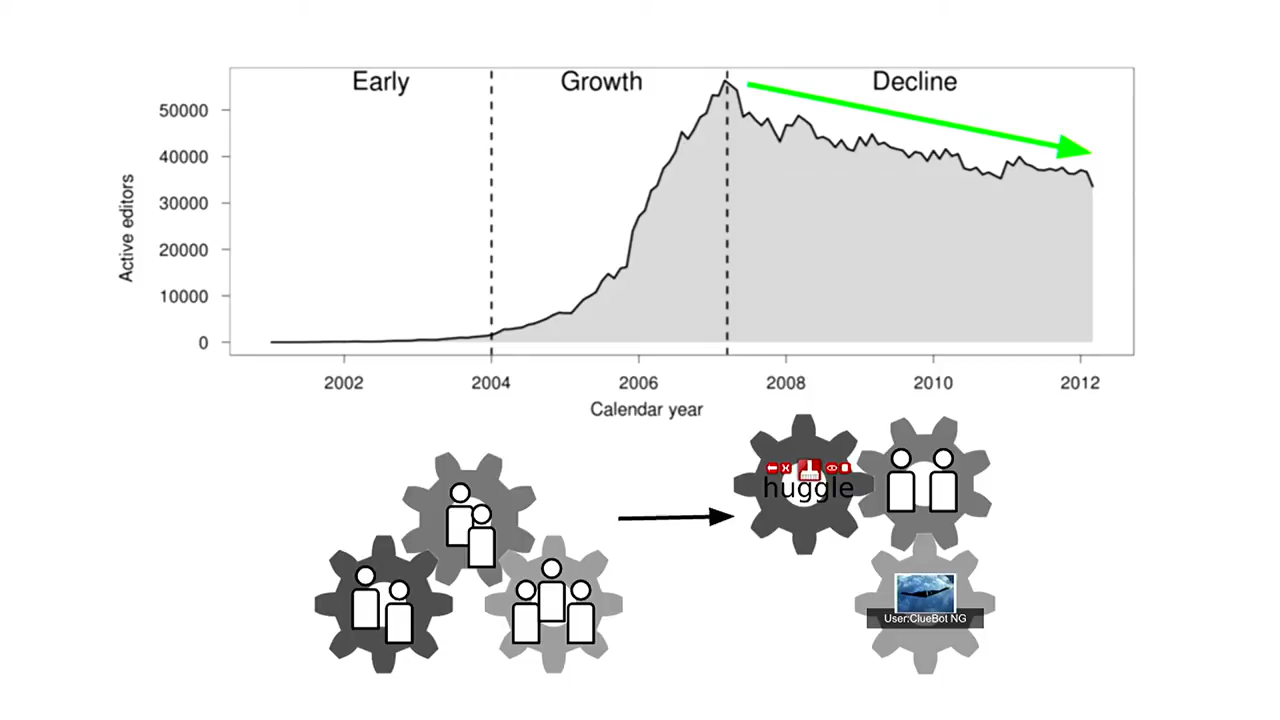 Early Growth Decline
50000
40000
30000
20000
10000
0
Active editors
2002 2004 2006 2008 2010 2012
Calendar year
huggle
User:ClueBot NG